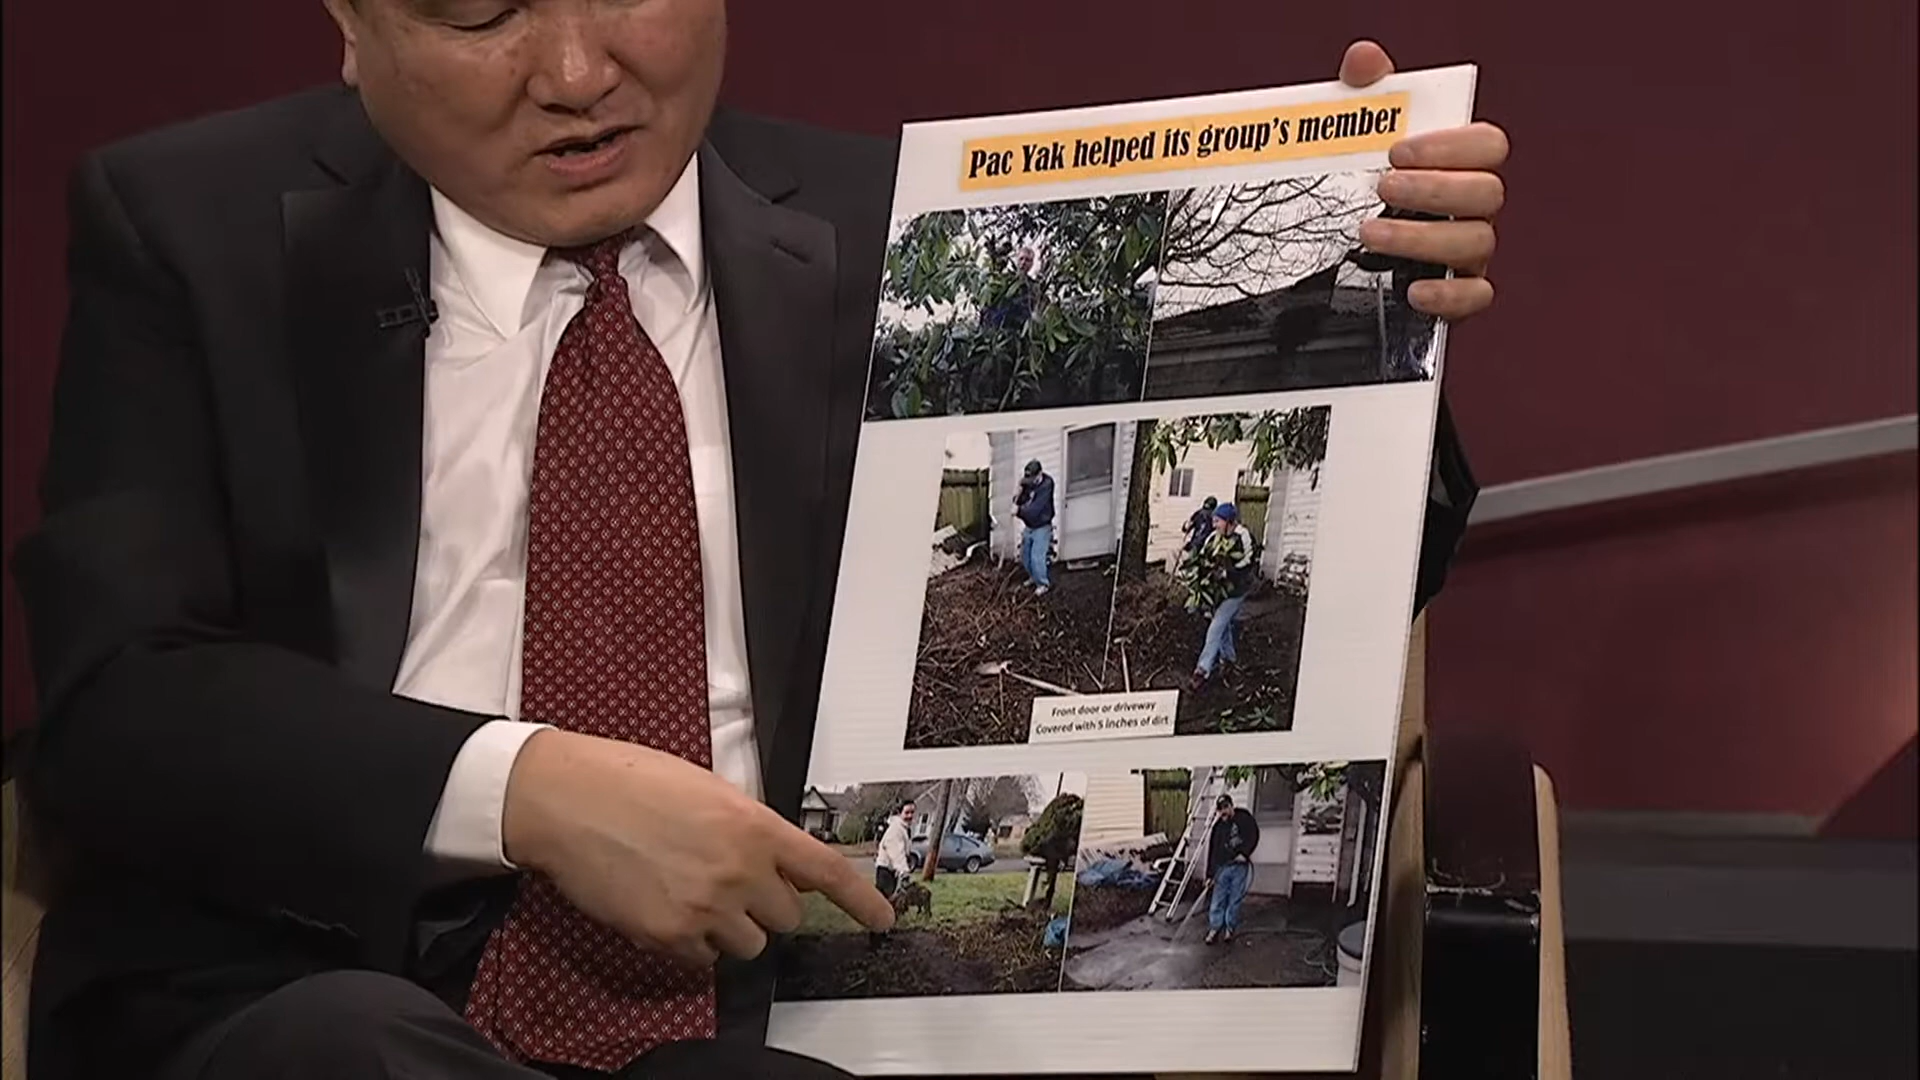 Pac Yak helped its group's member
Front door or driveway
Covered with 5 inches of dirt